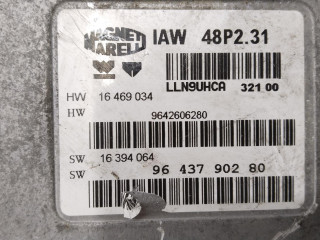 MAGNETI MARELLI IAW 48P2.31
LLN9UHCA 321 00
HW 16 469 034
HW 9642606280
SW 16 394 064
SW 96 437 902 80